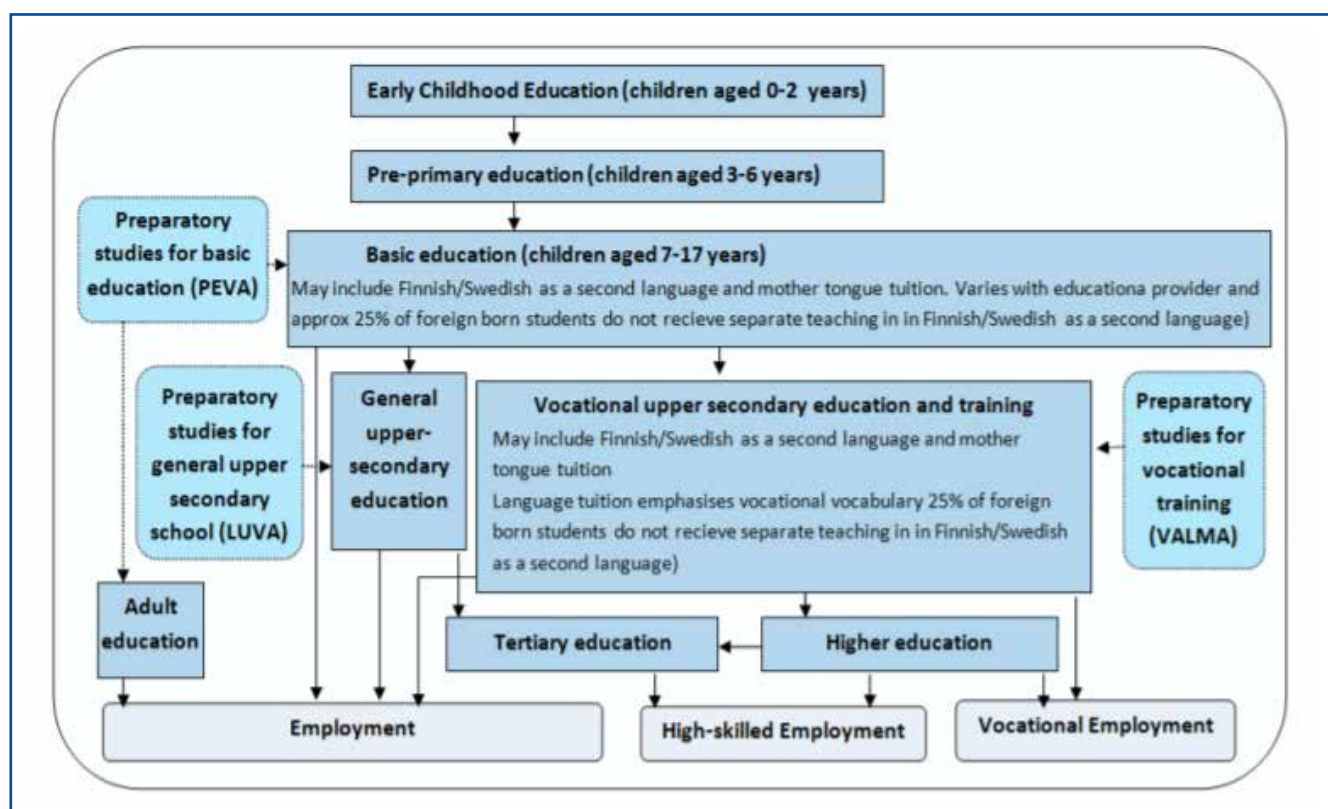 Early Childhood Education (children aged 0-2 years)
Pre-primary education (children aged 3-6 years)
Preparatory
studies for basic
education (PEVA)
Basic education (children aged 7-17 years)
May include Finnish/Swedish as a second language and mother tongue tuition. Varies with educationa provider and
approx 25% of foreign born students do not recieve separate teaching in in Finnish/Swedish as a second language)
Preparatory
studies for
general upper
secondary
school (LUVA)
General
upper-
secondary
education
Vocational upper secondary education and training
May include Finnish/Swedish as a second language and mother
tongue tuition
Language tuition emphasises vocational vocabulary 25% of foreign
born students do not recieve separate teaching in in Finnish/Swedish
as a second language)
Preparatory
studies for
vocational
training
(VALMA)
Adult
education
Tertiary education
Higher education
Employment
High-skilled Employment
Vocational Employment